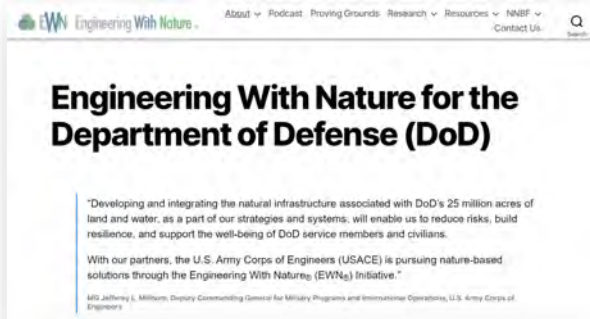 EWN Engineering With Nature®
About Podcast Proving Grounds Research Resources NNBF
Contact Us
Search
Engineering With Nature for the
Department of Defense (DoD)
"Developing and integrating the natural infrastructure associated with DoD's 25 million acres of
land and water, as a part of our strategies and systems, will enable us to reduce risks, build
resilience, and support the well-being of DoD service members and civilians.
With our partners, the U.S. Army Corps of Engineers (USACE) is pursuing nature-based
solutions through the Engineering With Nature® (EWN®) Initiative."
MG Jefferey L. Milhorn, Deputy Commanding General for Military Programs and International Operations, U.S. Army Corps of
Engineers